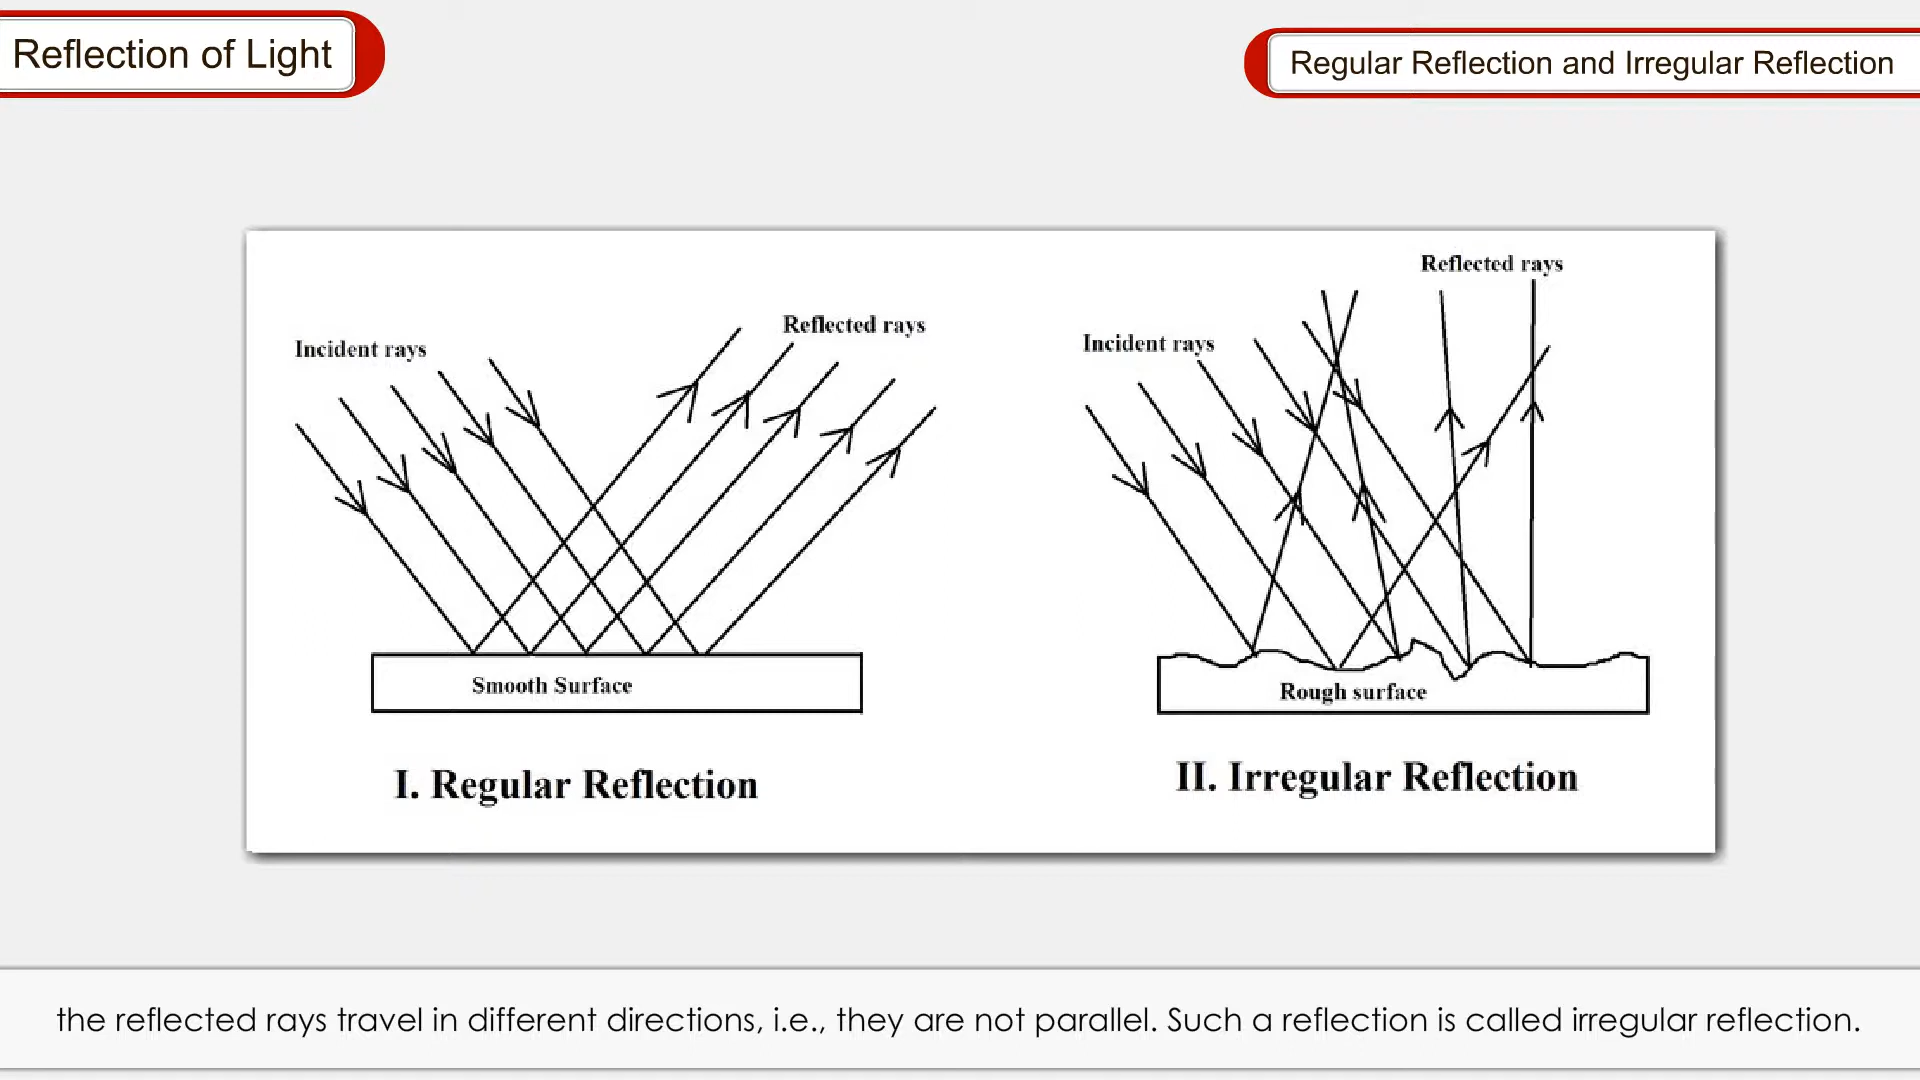 Reflection of Light
Regular Reflection and Irregular Reflection
Incident rays
Reflected rays
Smooth Surface
I. Regular Reflection
Incident rays
Reflected rays
Rough surface
II. Irregular Reflection
the reflected rays travel in different directions, i.e., they are not parallel. Such a reflection is called irregular reflection.